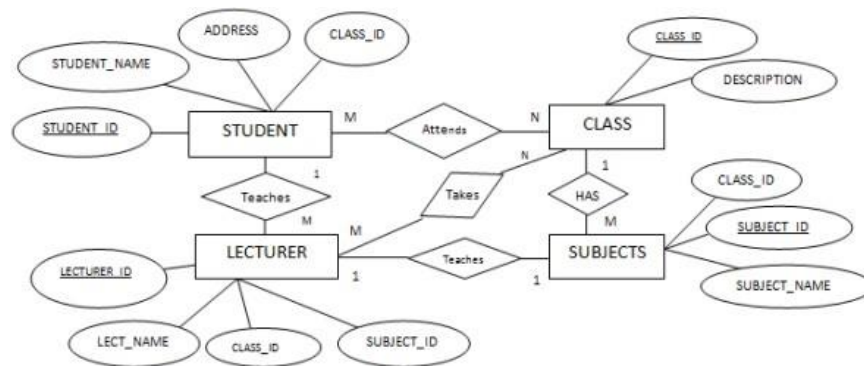 ADDRESS
CLASS_ID
CLASS_ID
STUDENT_NAME
DESCRIPTION
STUDENT_ID
STUDENT
M
Attends
N
CLASS
N
1
1
CLASS_ID
Teaches
Takes
HAS
SUBJECT_ID
M
M
M
LECTURER
SUBJECTS
LECTURER_ID
1
Teaches
1
SUBJECT_NAME
LECT_NAME
CLASS_ID
SUBJECT_ID